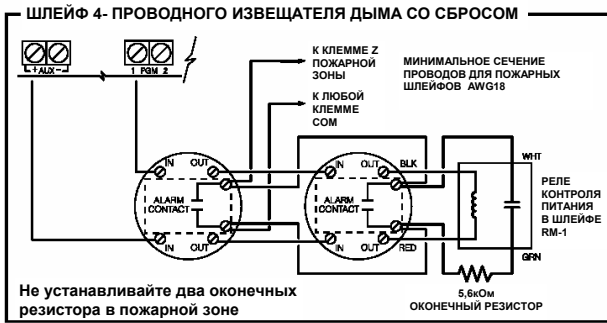 ШЛЕЙФ 4- ПРОВОДНОГО ИЗВЕЩАТЕЛЯ ДЫМА СО СБРОСОМ
+AUX-
1 PGM 2
К КЛЕММЕ Z
ПОЖАРНОЙ
ЗОНЫ
К ЛЮБОЙ
КЛЕММЕ
COM
МИНИМАЛЬНОЕ СЕЧЕНИЕ
ПРОВОДОВ ДЛЯ ПОЖАРНЫХ
ШЛЕЙФОВ AWG18
IN OUT
ALARM
CONTACT
IN OUT
IN OUT
ALARM
CONTACT
IN OUT
BLK
RED
WHT
GRN
РЕЛЕ
КОНТРОЛЯ
ПИТАНИЯ
В ШЛЕЙФЕ
RM-1
5,6кОм
ОКОНЕЧНЫЙ РЕЗИСТОР
Не устанавливайте два оконечных
резистора в пожарной зоне